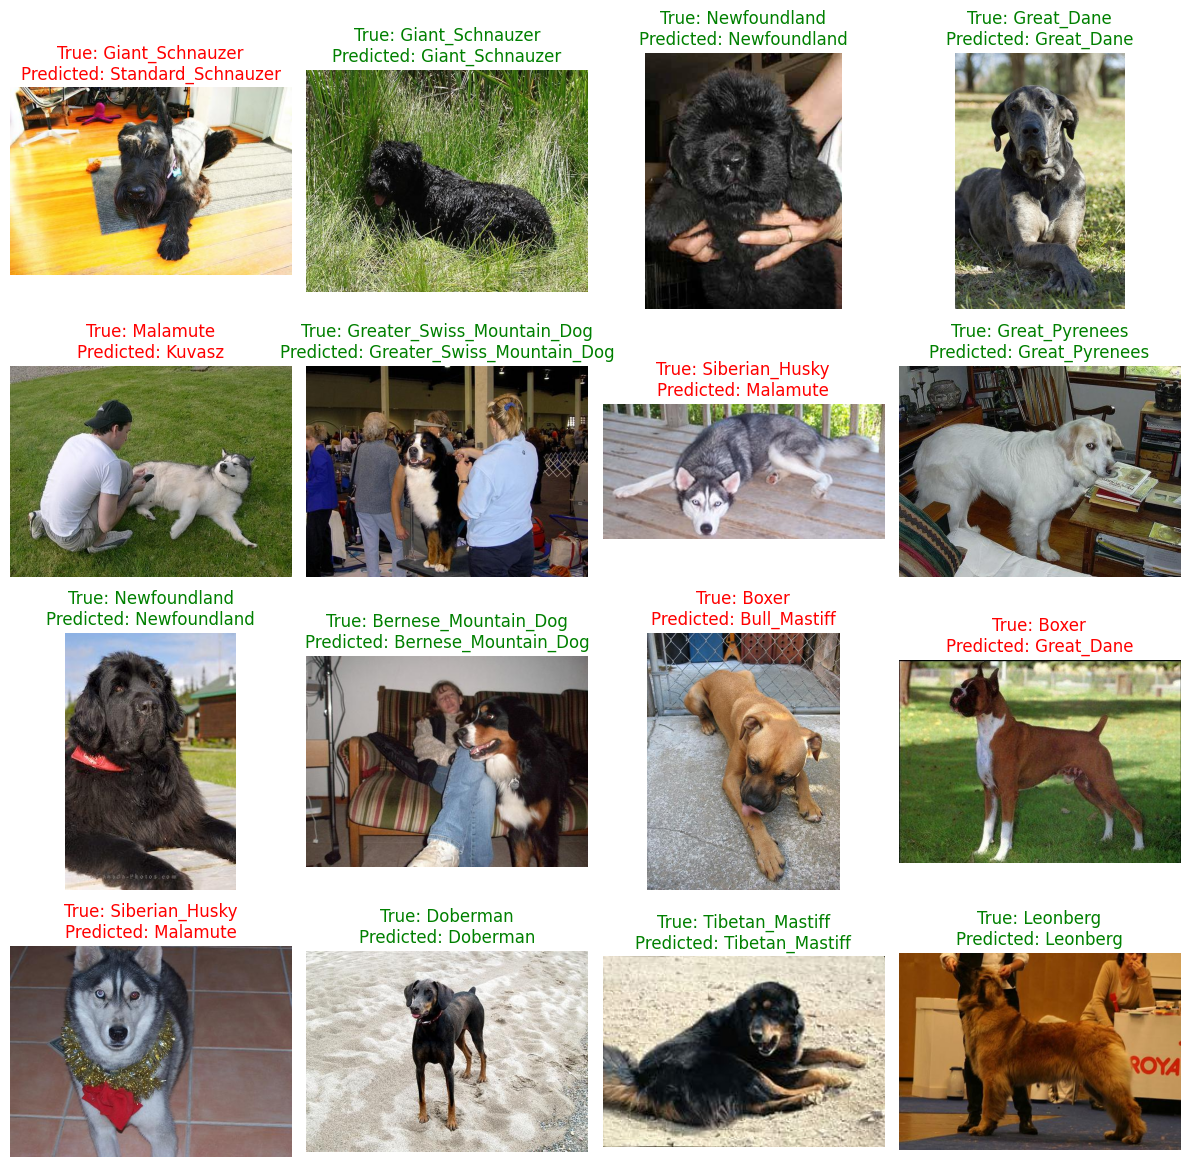 True: Giant_Schnauzer
Predicted: Standard_Schnauzer
True: Giant_Schnauzer
Predicted: Giant_Schnauzer
True: Newfoundland
Predicted: Newfoundland
True: Great_Dane
Predicted: Great_Dane
True: Malamute
Predicted: Kuvasz
True: Greater_Swiss_Mountain_Dog
Predicted: Greater_Swiss_Mountain_Dog
True: Siberian_Husky
Predicted: Malamute
True: Great_Pyrenees
Predicted: Great_Pyrenees
True: Newfoundland
Predicted: Newfoundland
True: Bernese_Mountain_Dog
Predicted: Bernese_Mountain_Dog
True: Boxer
Predicted: Bull_Mastiff
True: Boxer
Predicted: Great_Dane
True: Siberian_Husky
Predicted: Malamute
True: Doberman
Predicted: Doberman
True: Tibetan_Mastiff
Predicted: Tibetan_Mastiff
True: Leonberg
Predicted: Leonberg
ROYA